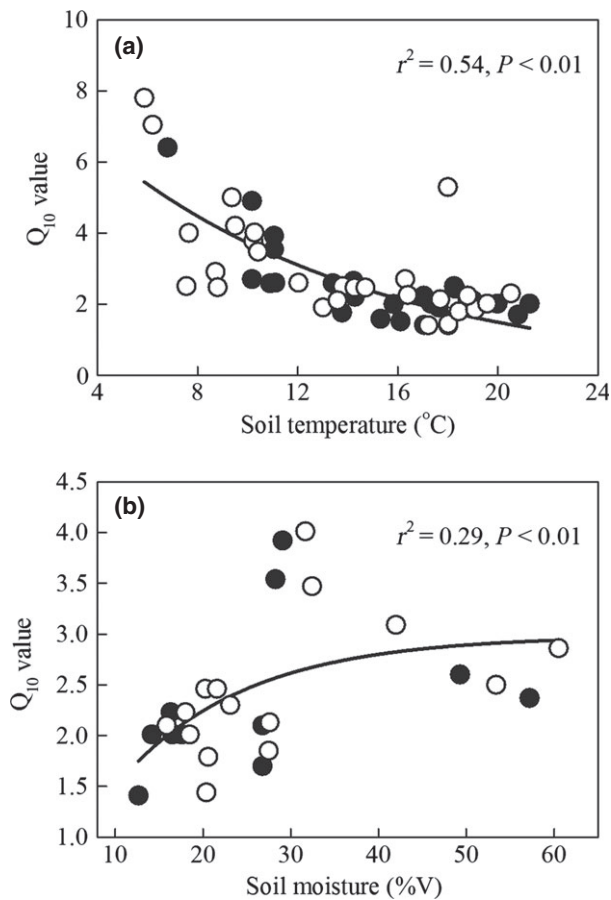 (a)
r² = 0.54, P < 0.01
10
8
6
4
2
0
Q₁₀ value
4 8 12 16 20 24
Soil temperature (°C)
(b)
r² = 0.29, P < 0.01
4.5
4.0
3.5
3.0
2.5
2.0
1.5
1.0
Q₁₀ value
10 20 30 40 50 60
Soil moisture (%V)